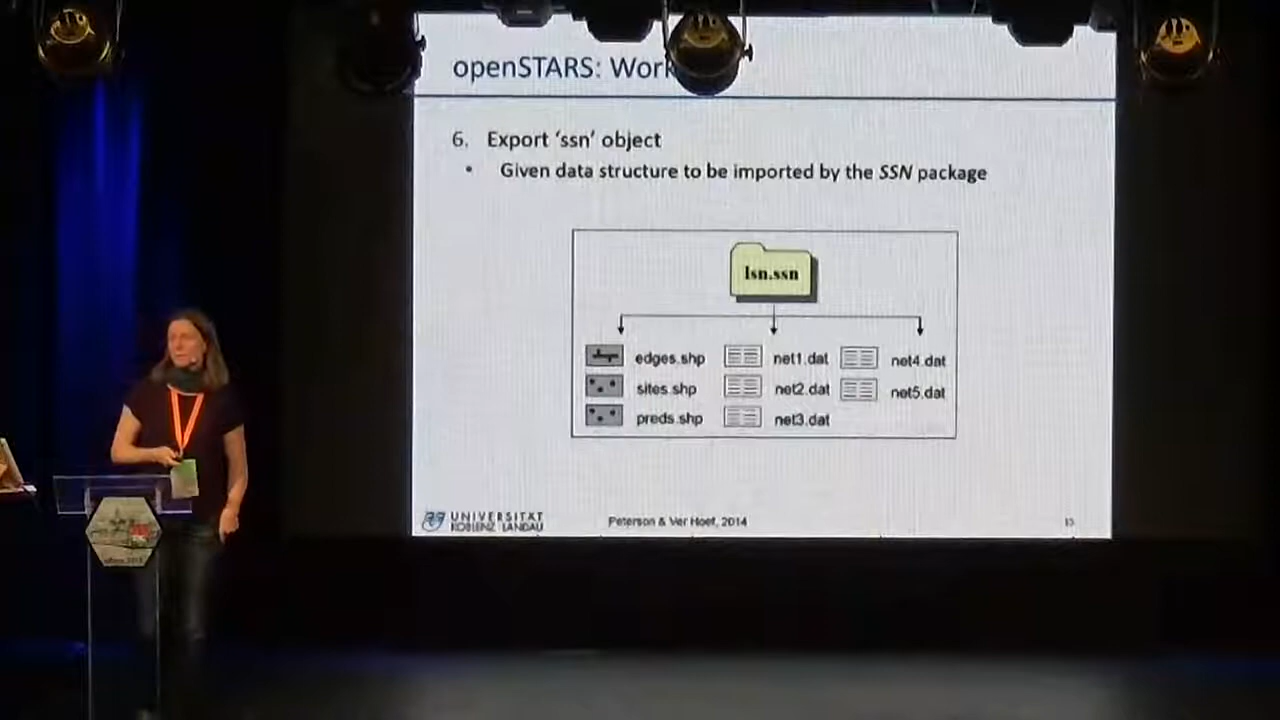 openSTARS: Work
6. Export ‘ssn’ object
• Given data structure to be imported by the SSN package
lsn.ssn
edges.shp net1.dat net4.dat
sites.shp net2.dat net5.dat
preds.shp net3.dat
UNIVERSITÄT
KOBLENZ LANDAU
Peterson & Ver Hoef, 2014